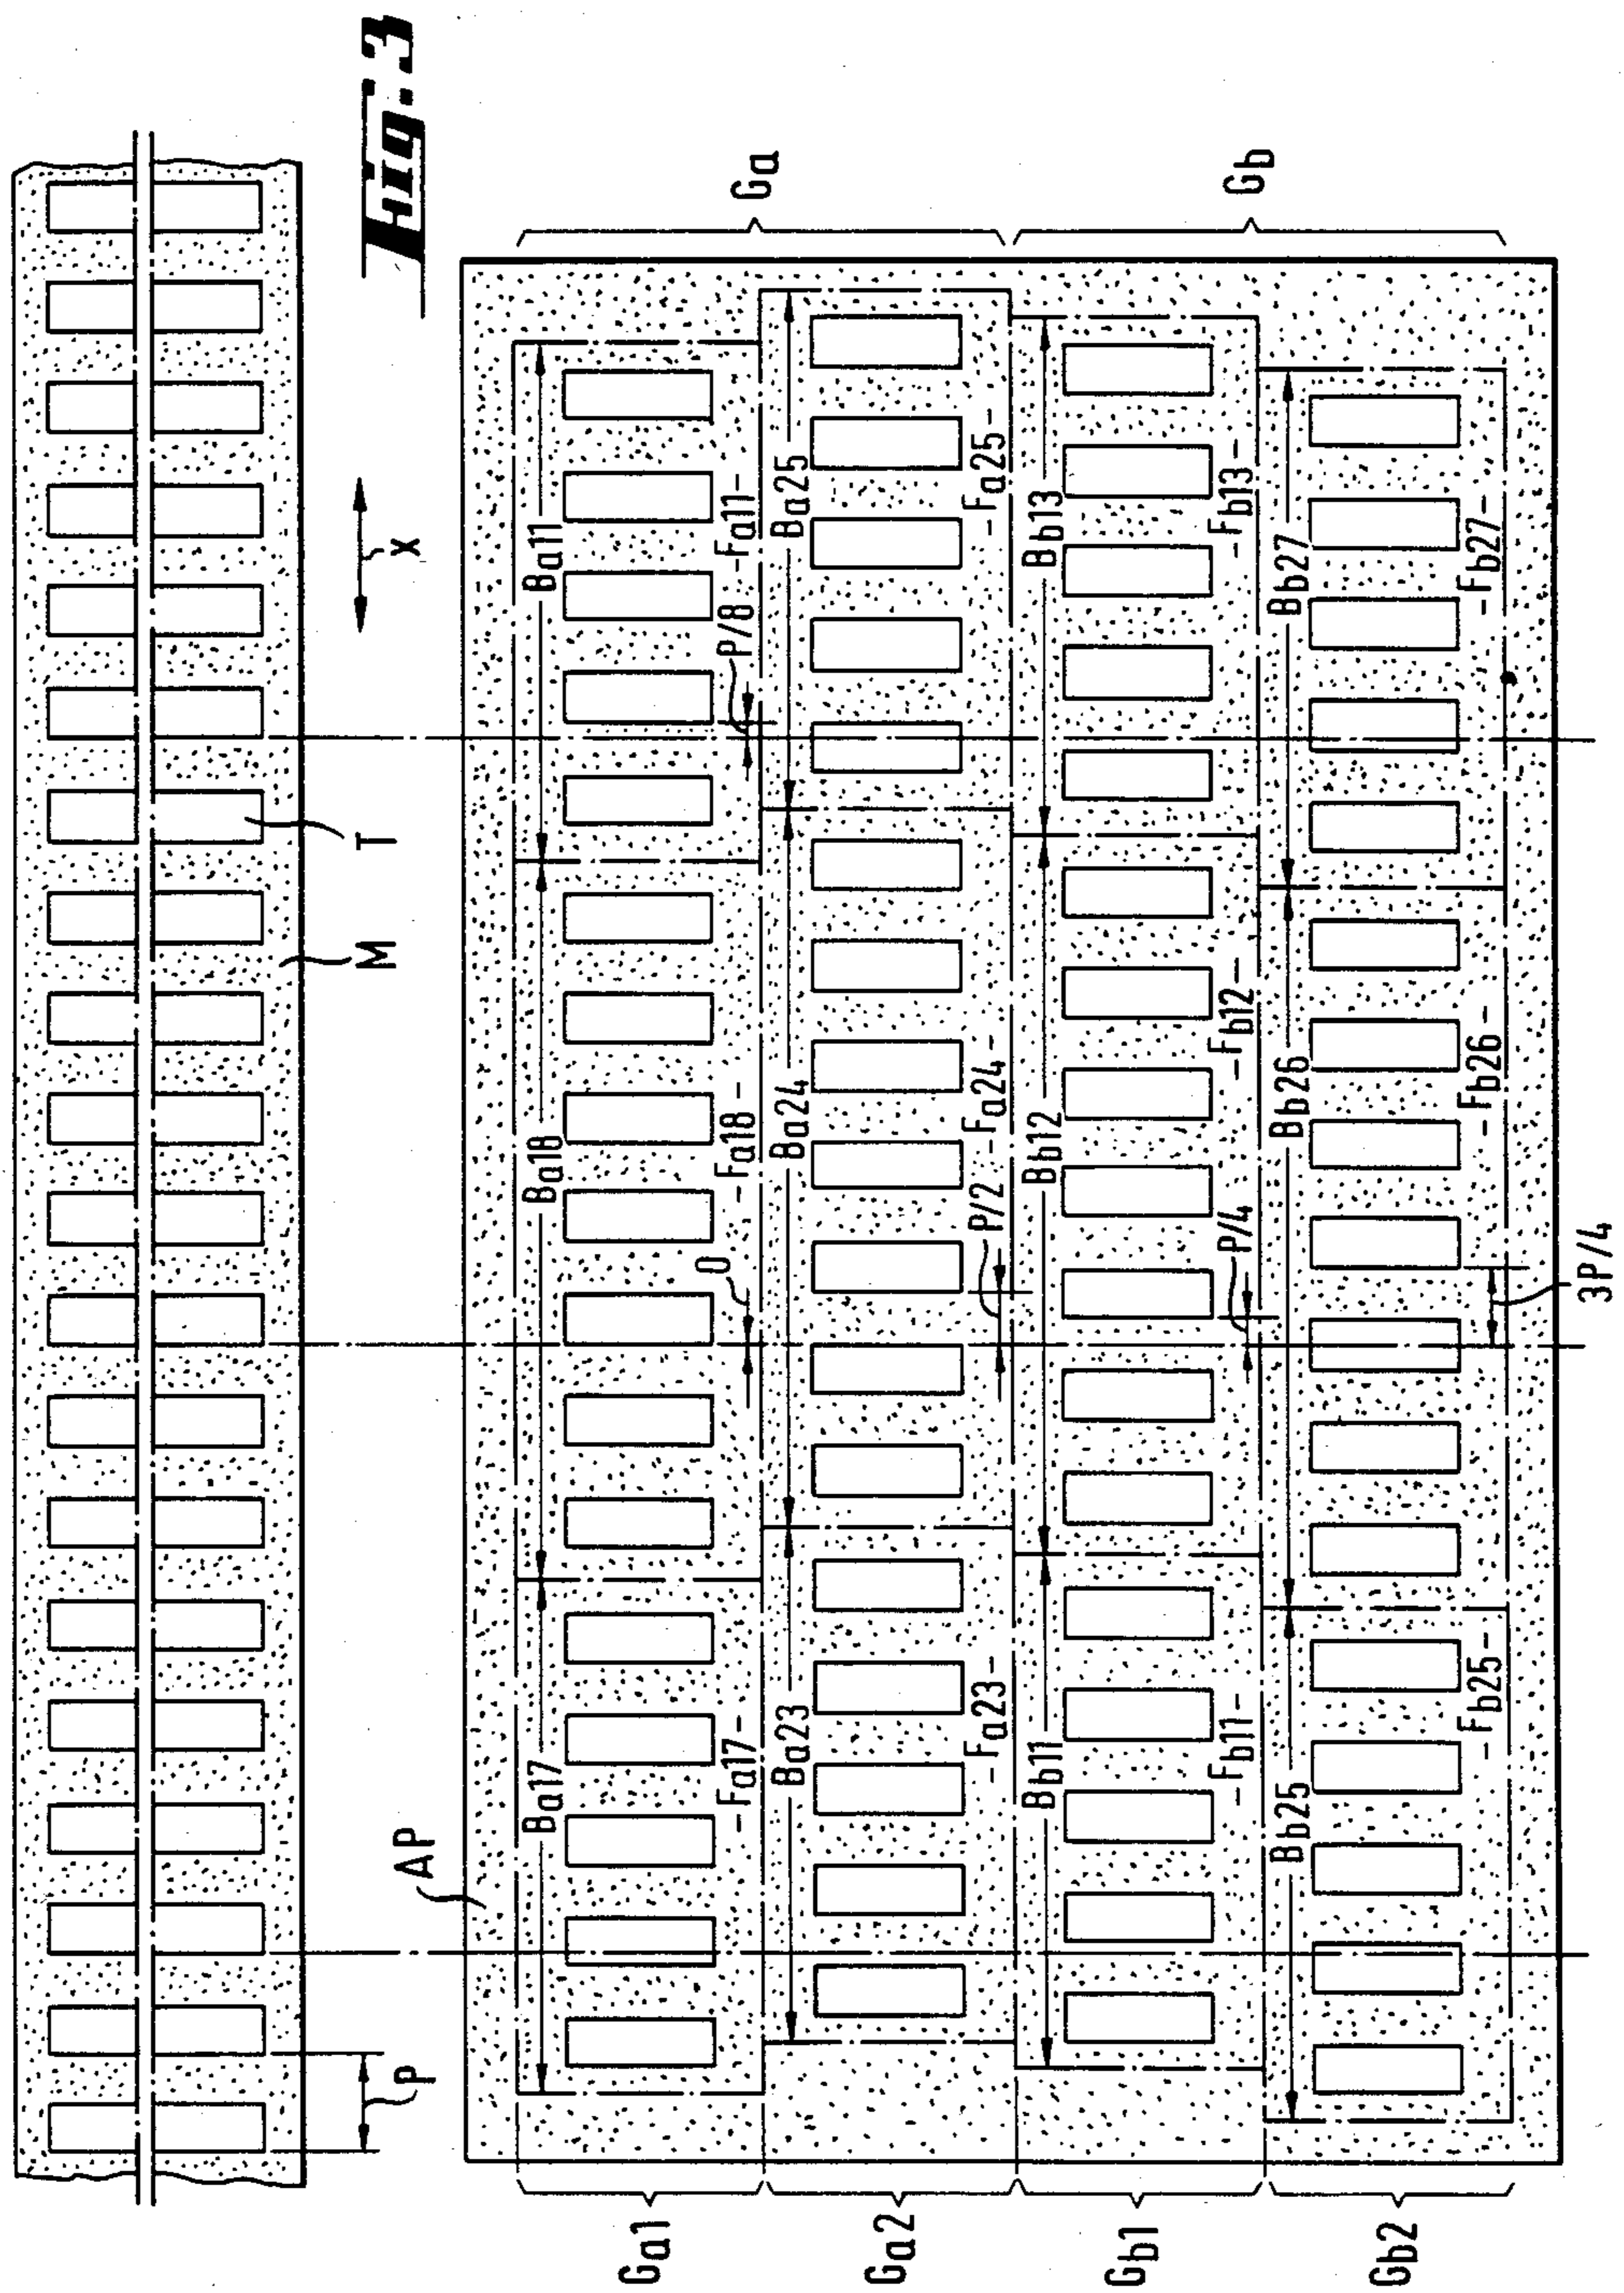 Fig. 3
P
T
M
X
AP
Ga
Gb
Ga1
Ga2
Gb1
Gb2
Ba17
Ba18
Ba11
-Fa17-
0
-Fa18-
P/8
-Fa11-
Ba23
Ba24
Ba25
-Fa23-
P/2
-Fa24-
-Fa25-
Bb11
Bb12
Bb13
-Fb11-
P/4
-Fb12-
-Fb13-
Bb25
Bb26
Bb27
-Fb25-
-Fb26-
-Fb27-
3P/4